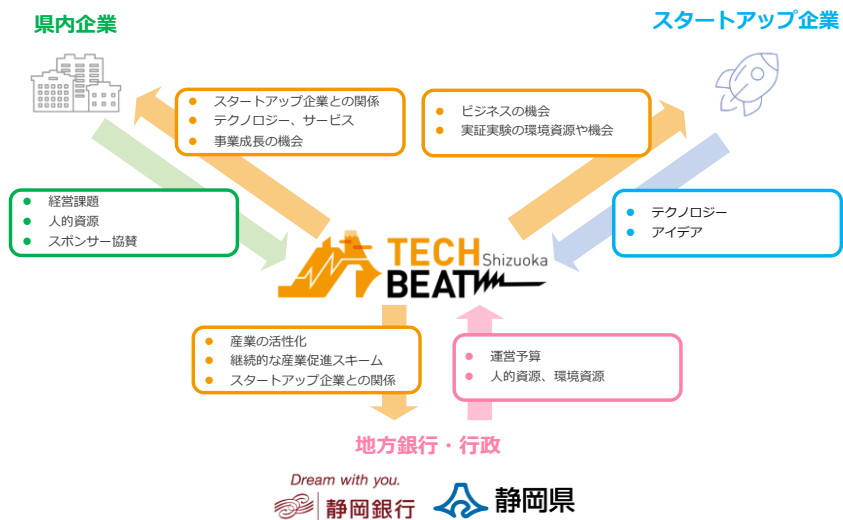 県内企業
スタートアップ企業
● スタートアップ企業との関係
● テクノロジー、サービス
● 事業成長の機会
● ビジネスの機会
● 実証実験の環境資源や機会
● 経営課題
● 人的資源
● スポンサー協賛
● テクノロジー
● アイデア
TECH
BEAT
Shizuoka
● 産業の活性化
● 継続的な産業促進スキーム
● スタートアップ企業との関係
● 運営予算
● 人的資源、環境資源
地方銀行・行政
Dream with you.
静岡銀行
静岡県